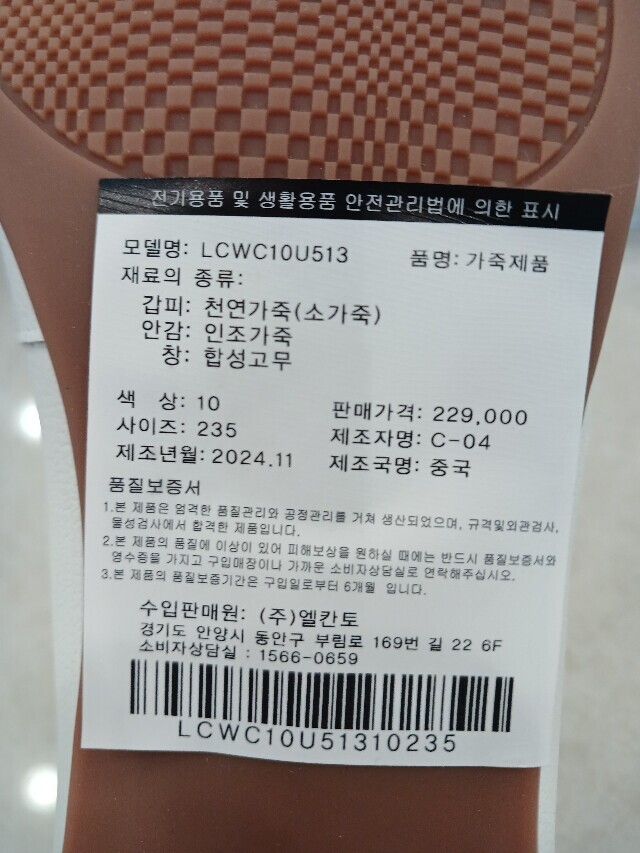 전기용품 및 생활용품 안전관리법에 의한 표시
모델명: LCWC10U513 품명: 가죽제품
재료의 종류:
갑피: 천연가죽(소가죽)
안감: 인조가죽
창: 합성고무
색 상: 10 판매가격: 229,000
사이즈: 235 제조자명: C-04
제조년월: 2024.11 제조국명: 중국
품질보증서
1.본 제품은 엄격한 품질관리와 공정관리를 거쳐 생산되었으며, 규격및외관검사,
물성검사에서 합격한 제품입니다.
2.본 제품의 품질에 이상이 있어 피해보상을 원하실 때에는 반드시 품질보증서와
영수증을 가지고 구입매장이나 가까운 소비자상담실로 연락해주십시오.
3.본 제품의 품질보증기간은 구입일로부터 6개월 입니다.
수입판매원: (주)엘칸토
경기도 안양시 동안구 부림로 169번 길 22 6F
소비자상담실 : 1566-0659
LCWC10U51310235